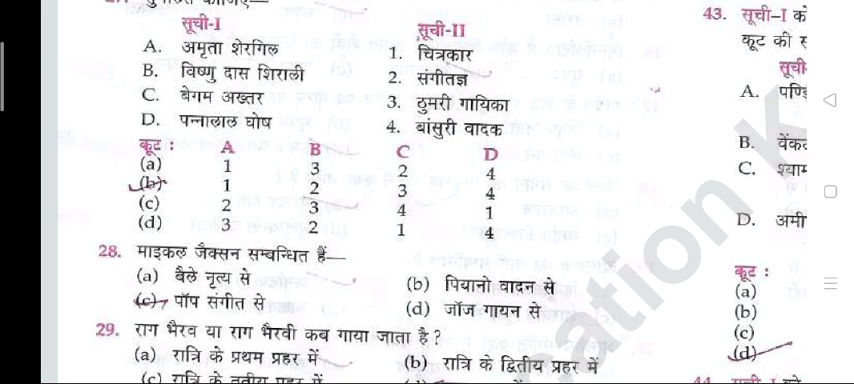 सूची-I सूची-II
A. अमृता शेरगिल 1. चित्रकार
B. विष्णु दास शिराली 2. संगीतज्ञ
C. बेगम अख्तर 3. ठुमरी गायिका
D. पन्नालाल घोष 4. बांसुरी वादक
कूट : A B C D
(a) 1 3 2 4
(b) 1 2 3 4
(c) 2 3 4 1
(d) 3 2 1 4
28. माइकल जैक्सन सम्बन्धित हैं—
(a) बैले नृत्य से (b) पियानो वादन से
(c) पॉप संगीत से (d) जॉज गायन से
29. राग भैरव या राग भैरवी कब गाया जाता है ?
(a) रात्रि के प्रथम प्रहर में (b) रात्रि के द्वितीय प्रहर में
43. सूची-I
कूट की
A.
B.
C.
D. अमी
कूट :
(a)
(b)
(c)
(d)